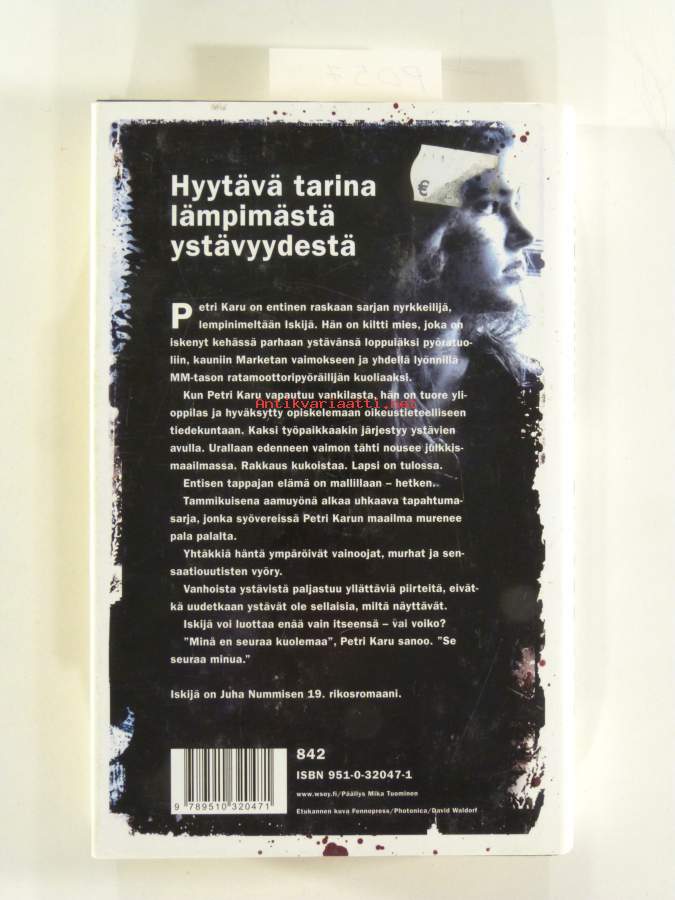 Hyytävä tarina
lämpimästä
ystävyydestä
€
Petri Karu on entinen raskaan sarjan nyrkkeilijä,
lempinimeltään Iskijä. Hän on kiltti mies, joka on
iskenyt kehässä parhaan ystävänsä loppuiäksi pyörätuo-
liin, kauniin Marketan vaimokseen ja yhdellä lyönnillä
MM-tason ratamoottoripyöräilijän kuoliaaksi.
Kun Petri Karu vapautuu vankilasta, hän on tuore yli-
Antikvariaatti.net
oppilas ja hyväksytty opiskelemaan oikeustieteelliseen
tiedekuntaan. Kaksi työpaikkaakin järjestyy ystävien
avulla. Urallaan edenneen vaimon tähti nousee julkkis-
maailmassa. Rakkaus kukoistaa. Lapsi on tulossa.
Entisen tappajan elämä on mallillaan – hetken.
Tammikuisena aamuyönä alkaa uhkaava tapahtuma-
sarja, jonka syövereissä Petri Karun maailma murenee
pala palalta.
Yhtäkkiä häntä ympäröivät vainoojat, murhat ja sen-
saatiouutisten vyöry.
Vanhoista ystävistä paljastuu yllättäviä piirteitä, eivät-
kä uudetkaan ystävät ole sellaisia, miltä näyttävät.
Iskijä voi luottaa enää vain itseensä – vai voiko?
"Minä en seuraa kuolemaa", Petri Karu sanoo. "Se
seuraa minua."
Iskijä on Juha Nummisen 19. rikosromaani.
842
ISBN 951-0-32047-1
www.wsoy.fi/Päällys Mika Tuominen
Etukannen kuva Fennopress/Photonica/David Waldorf
9 789510 320471